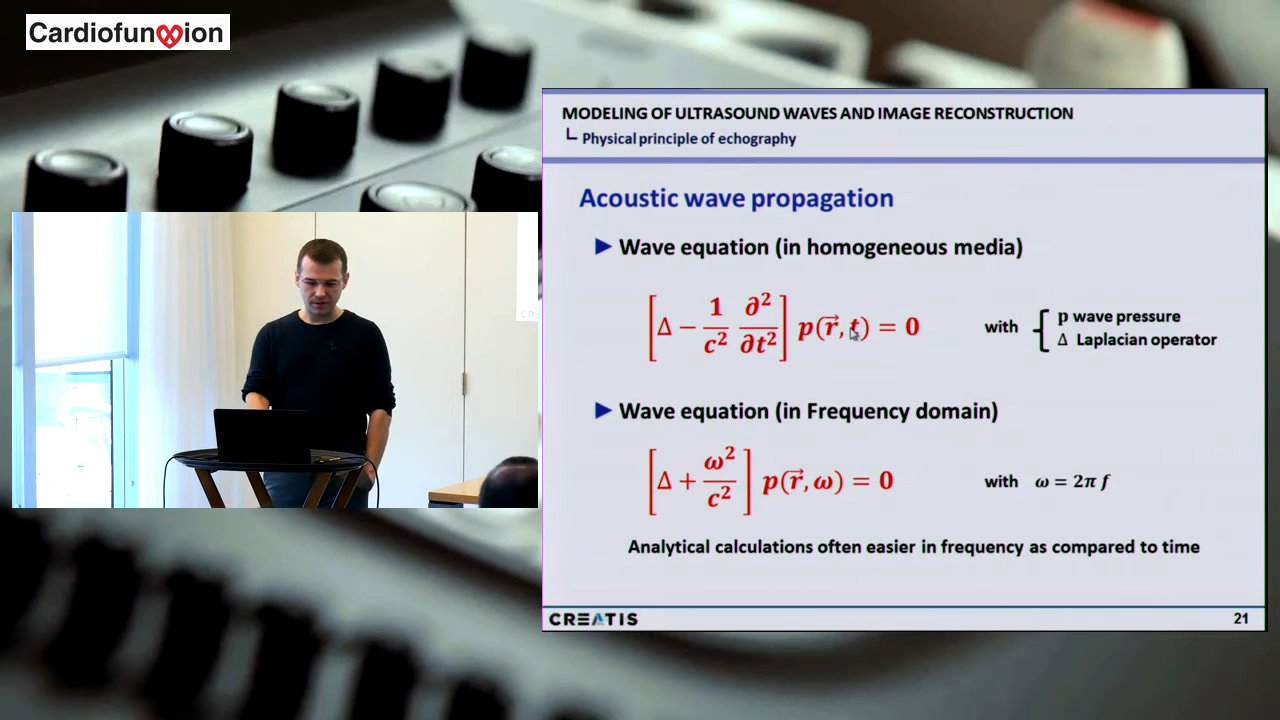 Cardiofunxion
MODELING OF ULTRASOUND WAVES AND IMAGE RECONSTRUCTION
Physical principle of echography
Acoustic wave propagation
▶ Wave equation (in homogeneous media)
[Δ − 1/c² ∂²/∂t²] p(r⃗, t) = 0 with { p wave pressure
Δ Laplacian operator
▶ Wave equation (in Frequency domain)
[Δ + ω²/c²] p(r⃗, ω) = 0 with ω = 2π f
Analytical calculations often easier in frequency as compared to time
CREATIS 21